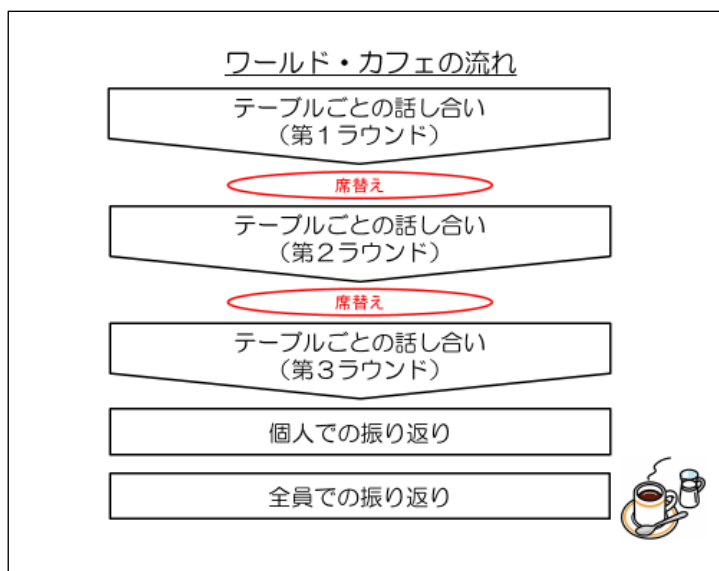 ワールド・カフェの流れ
テーブルごとの話し合い
（第１ラウンド）
席替え
テーブルごとの話し合い
（第２ラウンド）
席替え
テーブルごとの話し合い
（第３ラウンド）
個人での振り返り
全員での振り返り